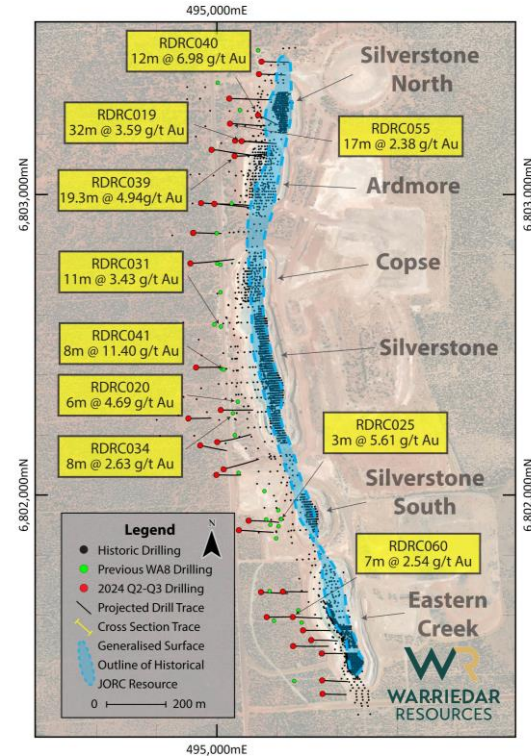 495,000mE
RDRC040
12m @ 6.98 g/t Au
Silverstone
North
RDRC019
32m @ 3.59 g/t Au
RDRC055
17m @ 2.38 g/t Au
6,803,000mN
6,803,000mN
RDRC039
19.3m @ 4.94g/t Au
Ardmore
RDRC031
11m @ 3.43 g/t Au
Copse
RDRC041
8m @ 11.40 g/t Au
Silverstone
RDRC020
6m @ 4.69 g/t Au
RDRC025
3m @ 5.61 g/t Au
RDRC034
8m @ 2.63 g/t Au
6,802,000mN
6,802,000mN
Silverstone
South
Legend
N
Historic Drilling
Previous WA8 Drilling
2024 Q2-Q3 Drilling
Projected Drill Trace
Cross Section Trace
Generalised Surface
Outline of Historical
JORC Resource
0 200 m
RDRC060
7m @ 2.54 g/t Au
Eastern
Creek
WR
WARRIEDAR
RESOURCES
495,000mE